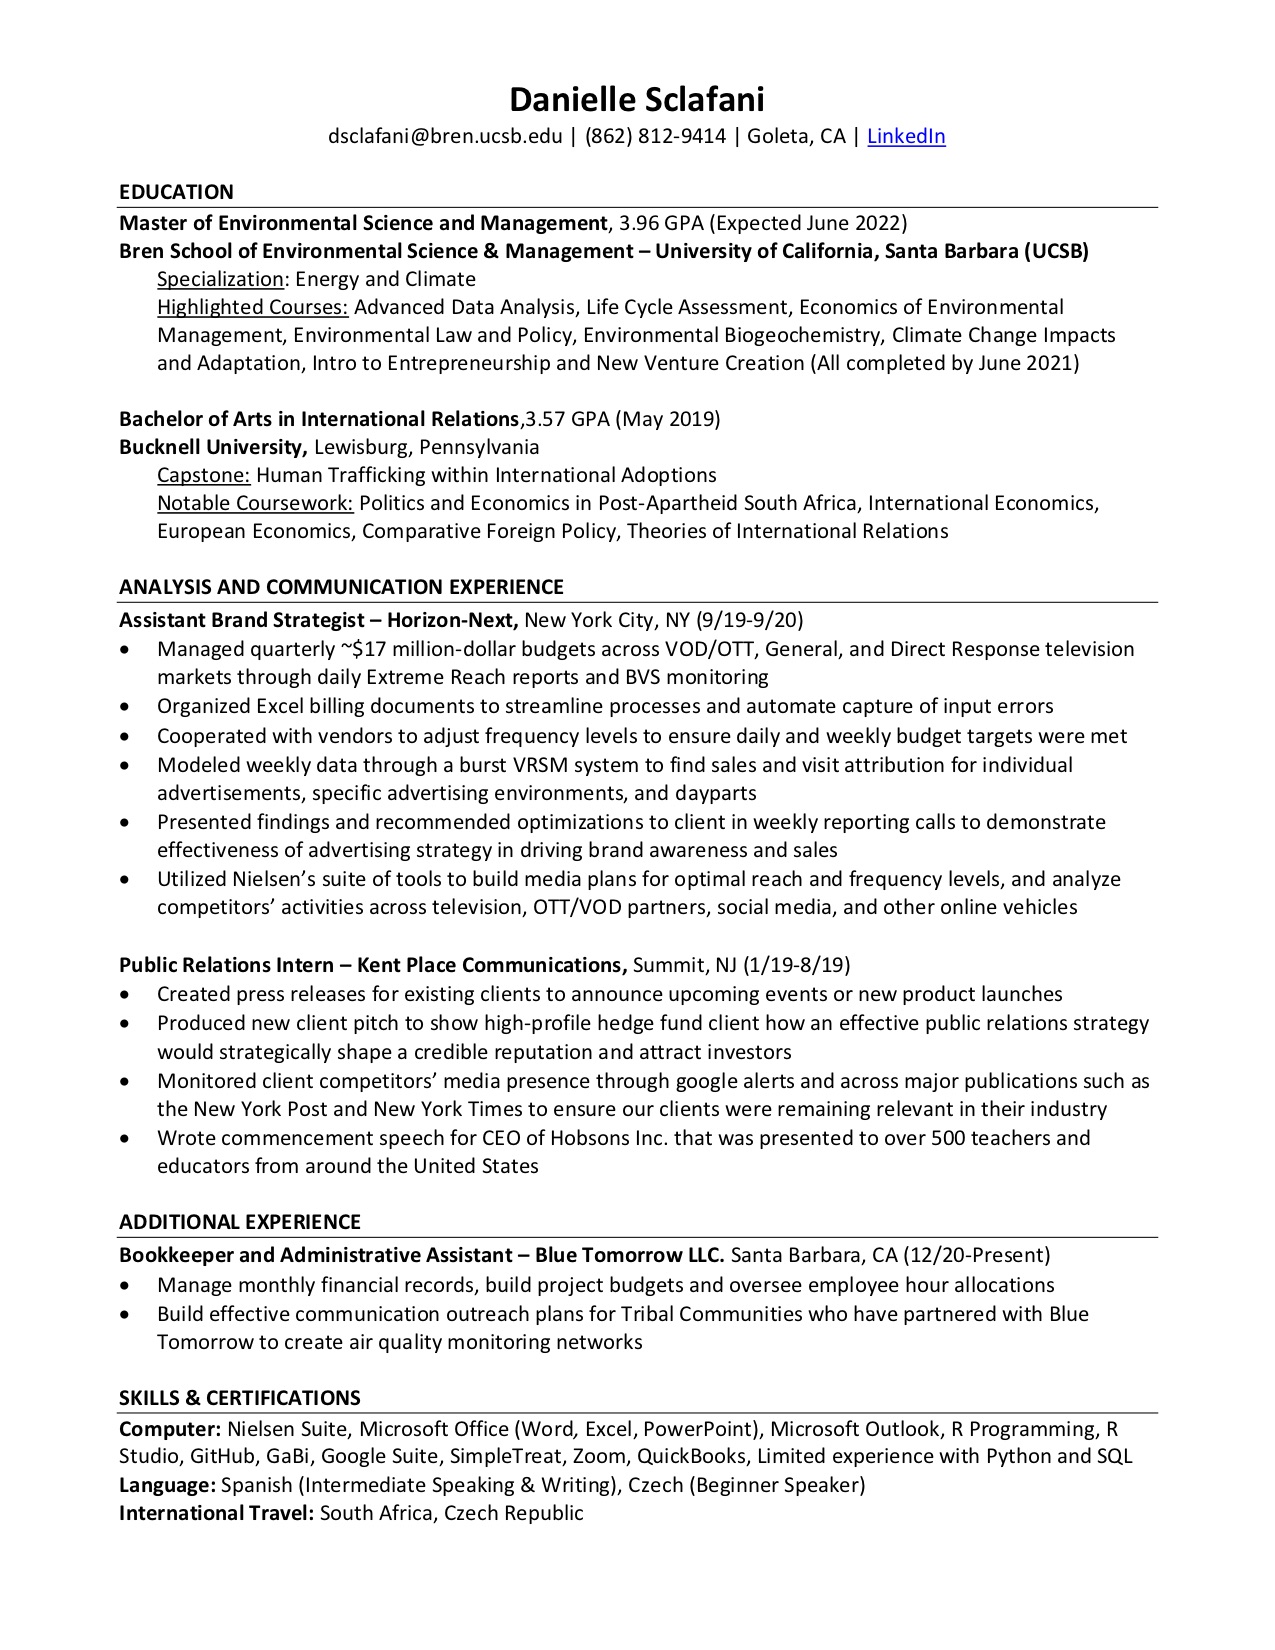 Danielle Sclafani
dsclafani@bren.ucsb.edu | (862) 812-9414 | Goleta, CA | LinkedIn
EDUCATION
Master of Environmental Science and Management, 3.96 GPA (Expected June 2022)
Bren School of Environmental Science & Management – University of California, Santa Barbara (UCSB)
Specialization: Energy and Climate
Highlighted Courses: Advanced Data Analysis, Life Cycle Assessment, Economics of Environmental
Management, Environmental Law and Policy, Environmental Biogeochemistry, Climate Change Impacts
and Adaptation, Intro to Entrepreneurship and New Venture Creation (All completed by June 2021)
Bachelor of Arts in International Relations,3.57 GPA (May 2019)
Bucknell University, Lewisburg, Pennsylvania
Capstone: Human Trafficking within International Adoptions
Notable Coursework: Politics and Economics in Post-Apartheid South Africa, International Economics,
European Economics, Comparative Foreign Policy, Theories of International Relations
ANALYSIS AND COMMUNICATION EXPERIENCE
Assistant Brand Strategist – Horizon-Next, New York City, NY (9/19-9/20)
• Managed quarterly ~$17 million-dollar budgets across VOD/OTT, General, and Direct Response television
markets through daily Extreme Reach reports and BVS monitoring
• Organized Excel billing documents to streamline processes and automate capture of input errors
• Cooperated with vendors to adjust frequency levels to ensure daily and weekly budget targets were met
• Modeled weekly data through a burst VRSM system to find sales and visit attribution for individual
advertisements, specific advertising environments, and dayparts
• Presented findings and recommended optimizations to client in weekly reporting calls to demonstrate
effectiveness of advertising strategy in driving brand awareness and sales
• Utilized Nielsen’s suite of tools to build media plans for optimal reach and frequency levels, and analyze
competitors’ activities across television, OTT/VOD partners, social media, and other online vehicles
Public Relations Intern – Kent Place Communications, Summit, NJ (1/19-8/19)
• Created press releases for existing clients to announce upcoming events or new product launches
• Produced new client pitch to show high-profile hedge fund client how an effective public relations strategy
would strategically shape a credible reputation and attract investors
• Monitored client competitors’ media presence through google alerts and across major publications such as
the New York Post and New York Times to ensure our clients were remaining relevant in their industry
• Wrote commencement speech for CEO of Hobsons Inc. that was presented to over 500 teachers and
educators from around the United States
ADDITIONAL EXPERIENCE
Bookkeeper and Administrative Assistant – Blue Tomorrow LLC. Santa Barbara, CA (12/20-Present)
• Manage monthly financial records, build project budgets and oversee employee hour allocations
• Build effective communication outreach plans for Tribal Communities who have partnered with Blue
Tomorrow to create air quality monitoring networks
SKILLS & CERTIFICATIONS
Computer: Nielsen Suite, Microsoft Office (Word, Excel, PowerPoint), Microsoft Outlook, R Programming, R
Studio, GitHub, GaBi, Google Suite, SimpleTreat, Zoom, QuickBooks, Limited experience with Python and SQL
Language: Spanish (Intermediate Speaking & Writing), Czech (Beginner Speaker)
International Travel: South Africa, Czech Republic